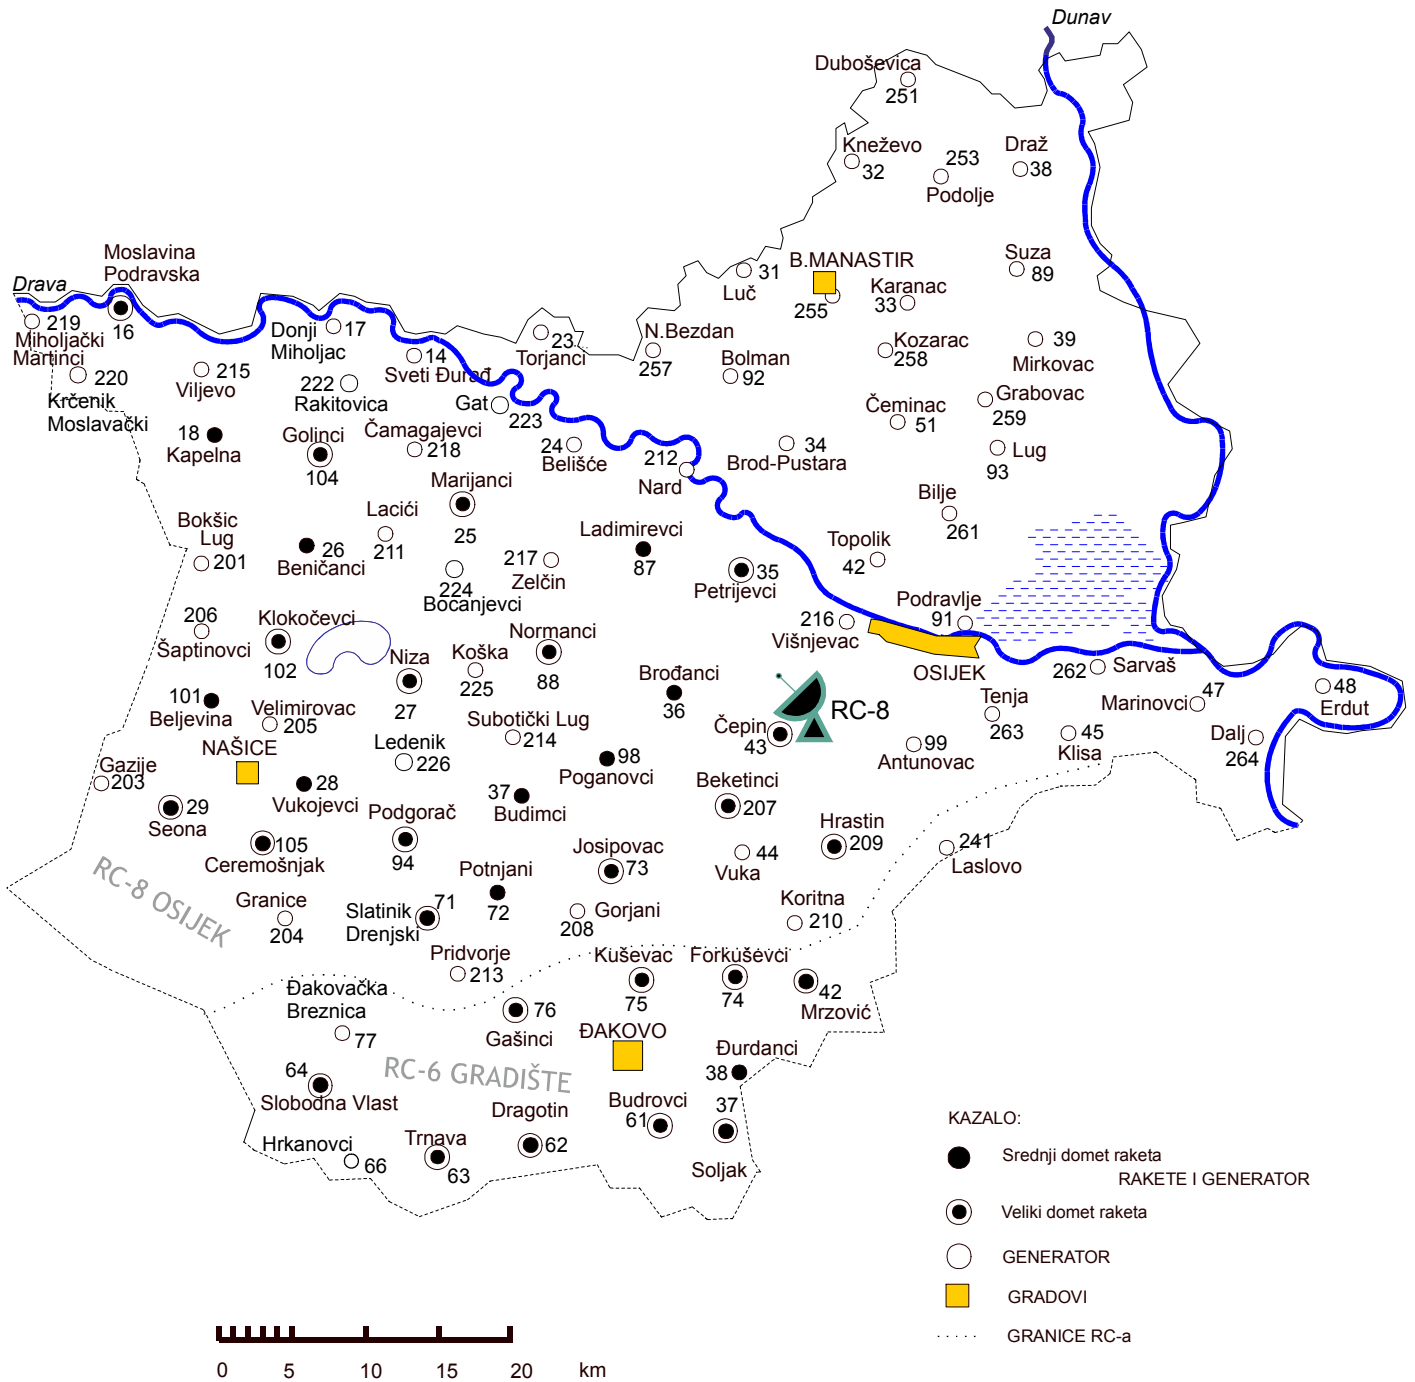 Dunav
Duboševica
251
Kneževo
32
253
Podolje
Draž
38
Moslavina
Podravska
16
Drava
219
Miholjački
Martinci
220
Krčenik
Moslavački
215
Viljevo
Donji
Miholjac
17
222
Rakitovica
14
Sveti Đurađ
23
Torjanci
N.Bezdan
257
31
Luč
B.MANASTIR
255
Karanac
33
Suza
89
Bolman
92
Kozarac
258
39
Mirkovac
Grabovac
259
Čeminac
51
Lug
93
18
Kapelna
Golinci
104
Čamagajevci
218
Gat
223
24
Belišće
212
Nard
34
Brod-Pustara
Marijanci
25
Bilje
261
Bokšic
Lug
201
26
Beničanci
Lacići
211
224
Bocanjevci
217
Zelčin
Ladimirevci
87
35
Petrijevci
Topolik
42
206
Šaptinovci
Klokočevci
102
Niza
27
Koška
225
Normanci
88
Brođanci
36
216
Višnjevac
Podravlje
91
OSIJEK
262
Sarvaš
RC-8
Marinovci
47
48
Erdut
101
Beljevina
Velimirovac
205
NAŠICE
Subotički Lug
214
Čepin
43
Tenja
263
99
Antunovac
45
Klisa
Dalj
264
Ledenik
226
98
Poganovci
Gazije
203
29
Seona
28
Vukojevci
37
Budimci
Beketinci
207
Podgorač
94
105
Ceremošnjak
Josipovac
73
44
Vuka
Hrastin
209
241
Laslovo
RC-8 OSIJEK
Granice
204
Potnjani
72
Slatinik
Drenjski
71
208
Gorjani
Koritna
210
Pridvorje
213
Kuševac
75
Forkuševci
74
42
Mrzović
Đakovačka
Breznica
77
76
Gašinci
ĐAKOVO
Đurdanci
38
RC-6 GRADIŠTE
64
Slobodna Vlast
Dragotin
62
Budrovci
61
37
Soljak
Hrkanovci
66
Trnava
63
KAZALO:
Srednji domet raketa
RAKETE I GENERATOR
Veliki domet raketa
GENERATOR
GRADOVI
GRANICE RC-a
0 5 10 15 20 km